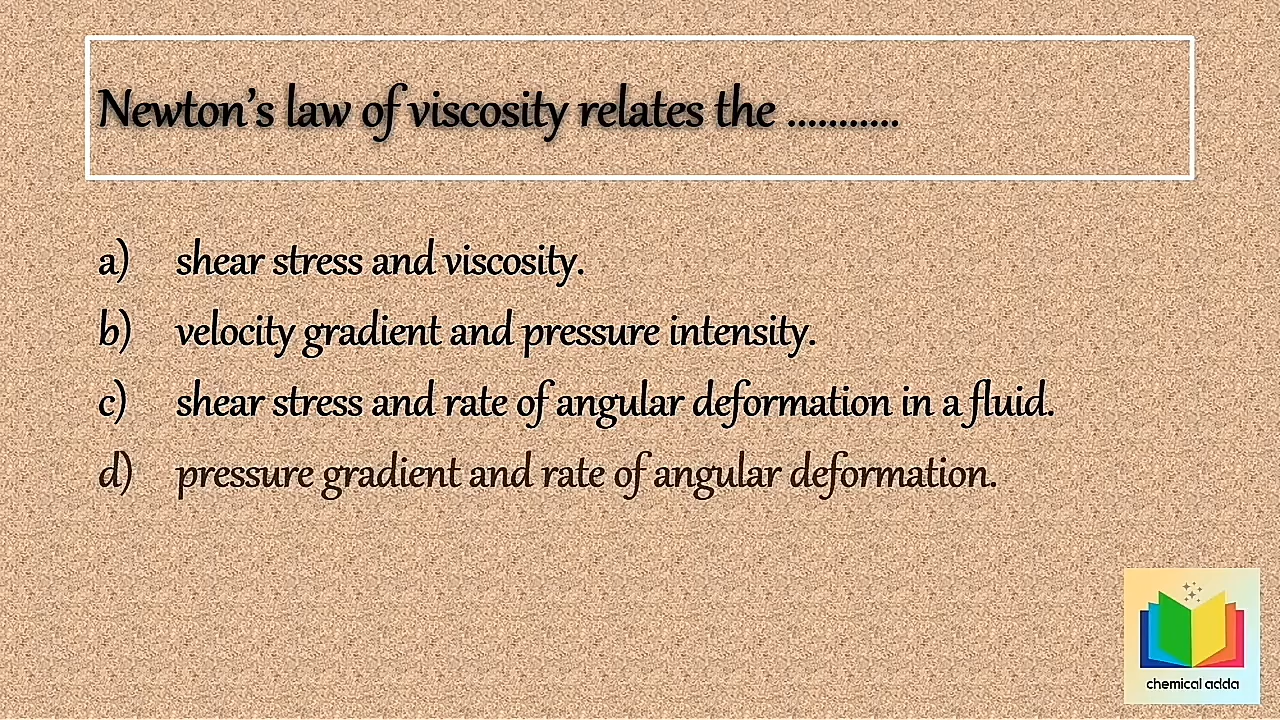 Newton’s law of viscosity relates the ...........
a) shear stress and viscosity.
b) velocity gradient and pressure intensity.
c) shear stress and rate of angular deformation in a fluid.
d) pressure gradient and rate of angular deformation.
chemical adda